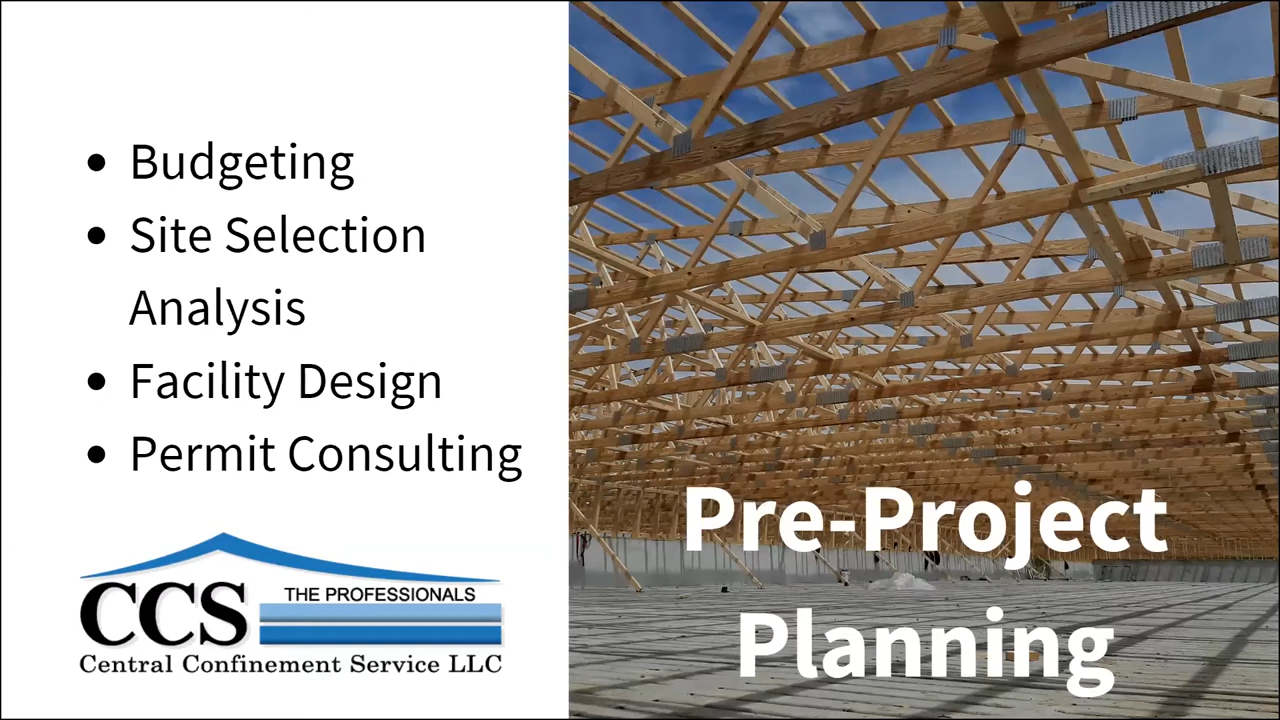 • Budgeting
• Site Selection
Analysis
• Facility Design
• Permit Consulting
CCS
THE PROFESSIONALS
Central Confinement Service LLC
Pre-Project
Planning